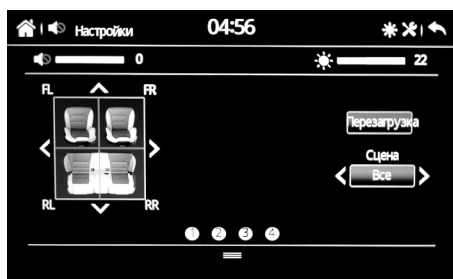 Настройки 04:56
0 22
FL FR
Перезагрузка
Сцена
Все
RL RR
1 2 3 4